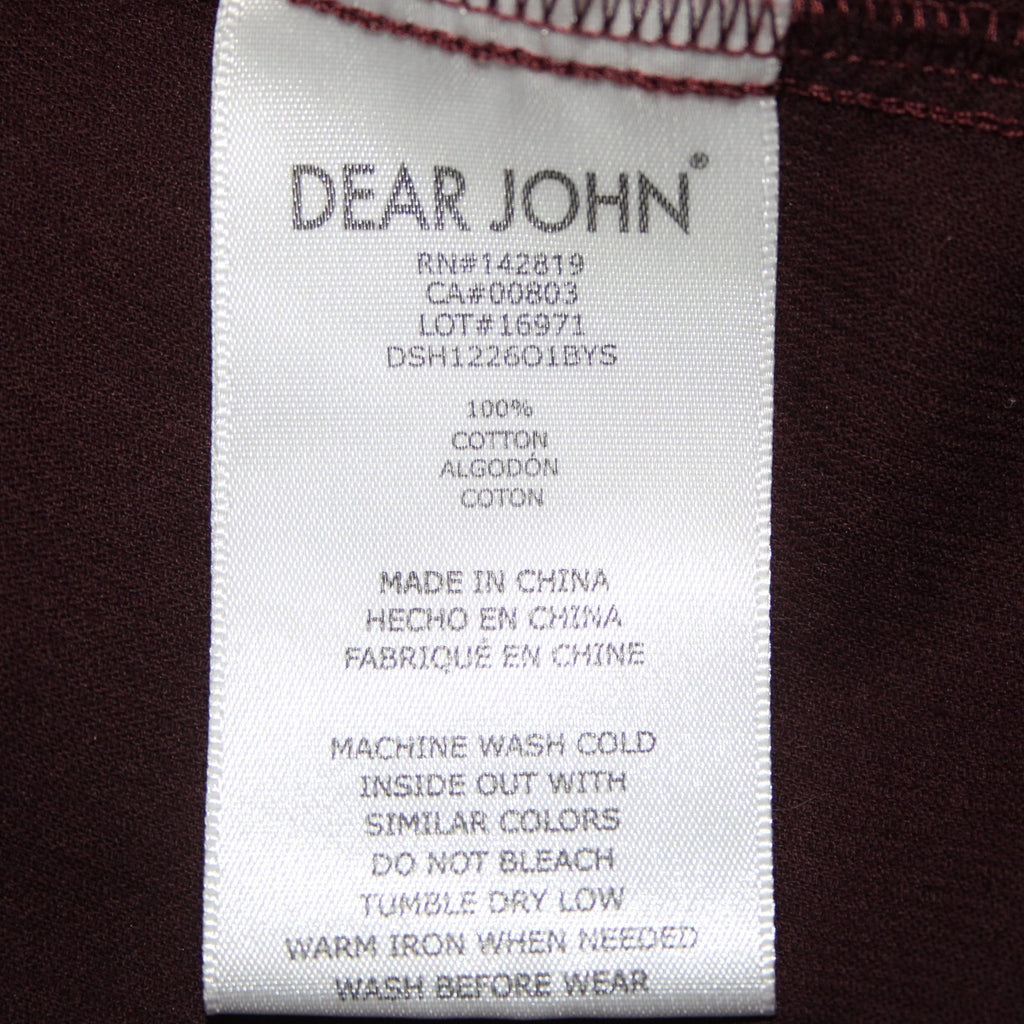 DEAR JOHN®
RN#142819
CA#00803
LOT#16971
DSH1226O1BYS
100%
COTTON
ALGODÓN
COTON
MADE IN CHINA
HECHO EN CHINA
FABRIQUÉ EN CHINE
MACHINE WASH COLD
INSIDE OUT WITH
SIMILAR COLORS
DO NOT BLEACH
TUMBLE DRY LOW
WARM IRON WHEN NEEDED
WASH BEFORE WEAR